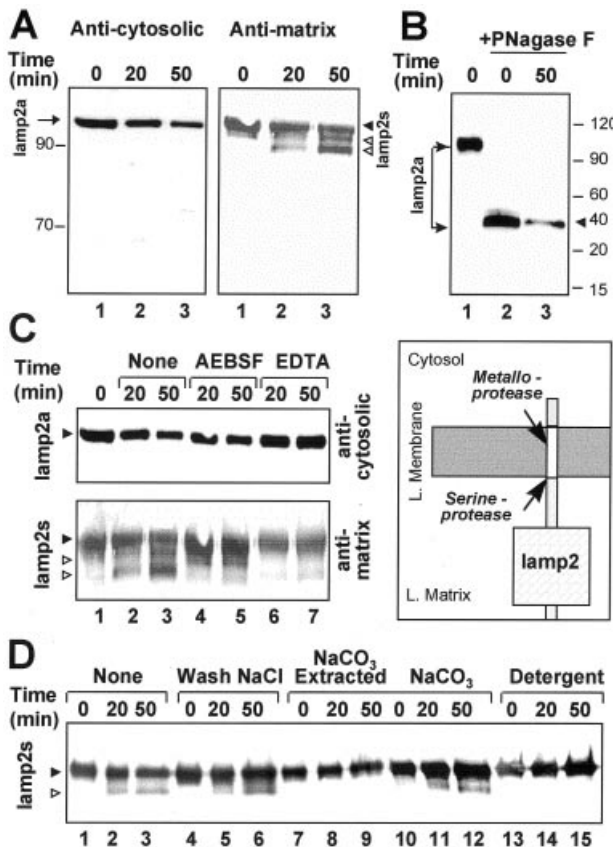 A
Anti-cytosolic Anti-matrix
Time (min) 0 20 50 0 20 50
lamp2a
90
70
lamp2s
1 2 3 1 2 3
B
+PNagase F
Time (min) 0 0 50
lamp2a
120
90
60
40
20
15
1 2 3
C
Time (min)
None AEBSF EDTA
0 20 50 20 50 20 50
lamp2a
anti-cytosolic
lamp2s
anti-matrix
1 2 3 4 5 6 7
Cytosol
Metallo-protease
L. Membrane
Serine-protease
lamp2
L. Matrix
D
None Wash NaCl NaCO3 Extracted NaCO3 Detergent
Time (min) 0 20 50 0 20 50 0 20 50 0 20 50 0 20 50
lamp2s
1 2 3 4 5 6 7 8 9 10 11 12 13 14 15